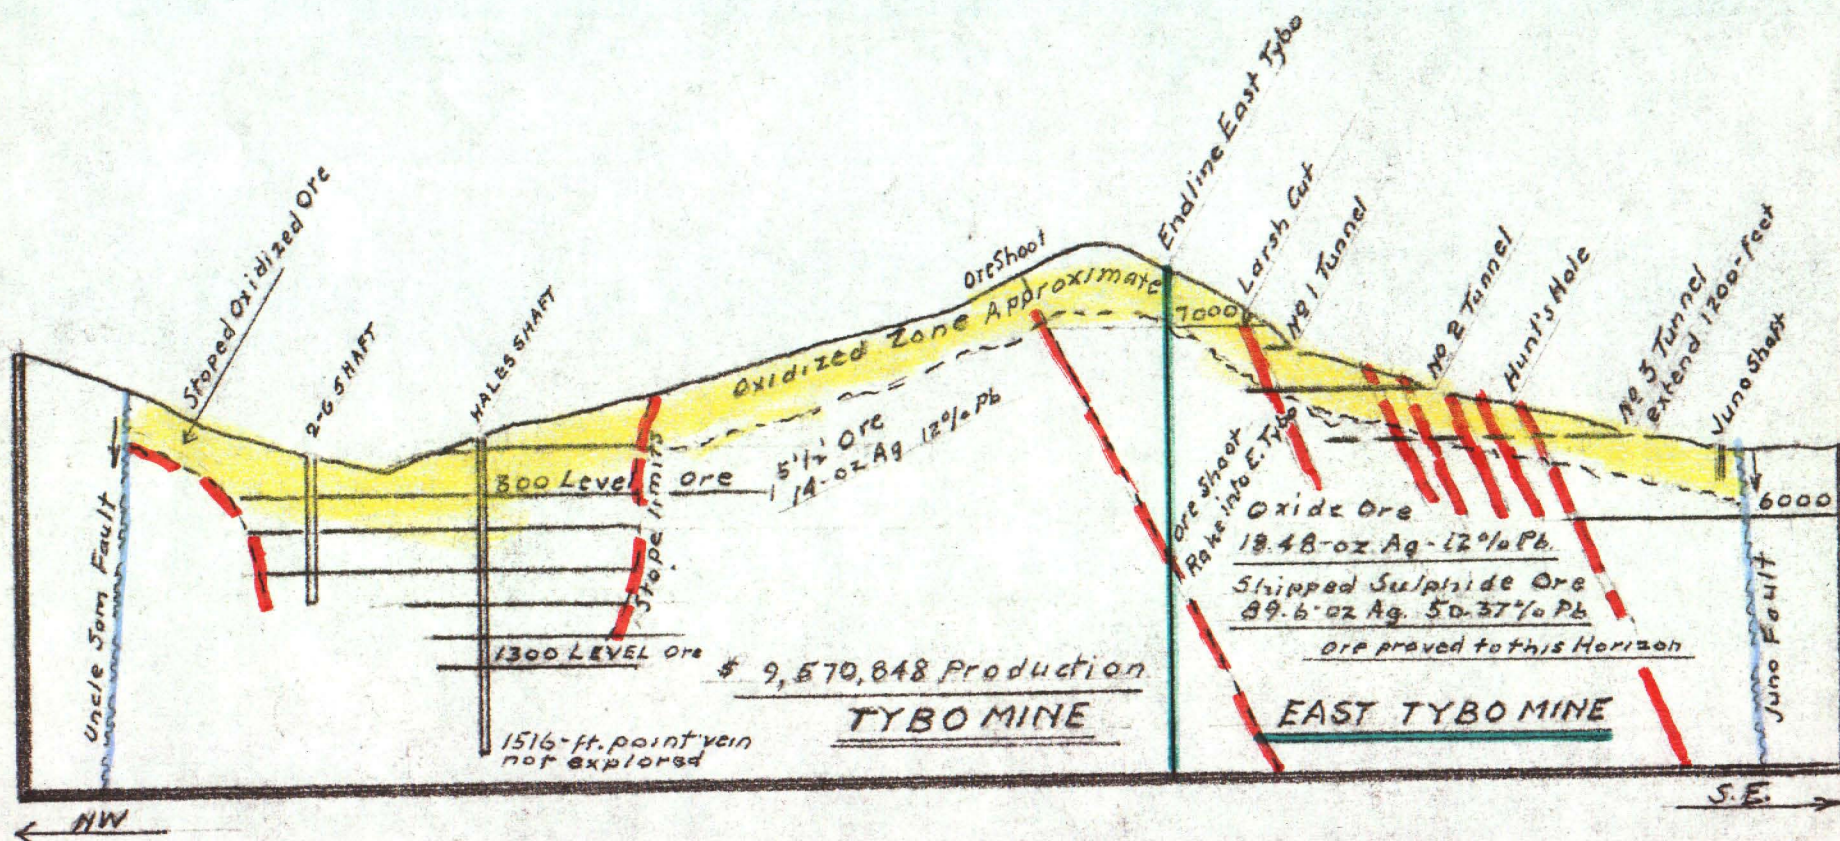 Stoped Oxidized Ore
2-G SHAFT
HALES SHAFT
Ore Shoot
Endline East Tybo
Larsh Cut
No 1 Tunnel
No 2 Tunnel
Hunt's Hole
No 3 Tunnel
extend 1200-feet
Juno Shaft
Oxidized Zone Approximate
7000
6000
Uncle Sam Fault
Stope limits
300 Level Ore
5 1/2' Ore
14-oz Ag 12% Pb
1300 LEVEL Ore
1516-ft. point vein
not explored
$ 9,570,848 Production
TYBO MINE
Ore Shoot
Rakes into E. Tybo
Oxide Ore
18.48-oz Ag-12% Pb
Shipped Sulphide Ore
89.6-oz Ag. 50.37% Pb
Ore proved to this Horizon
EAST TYBO MINE
Juno Fault
NW
S.E.